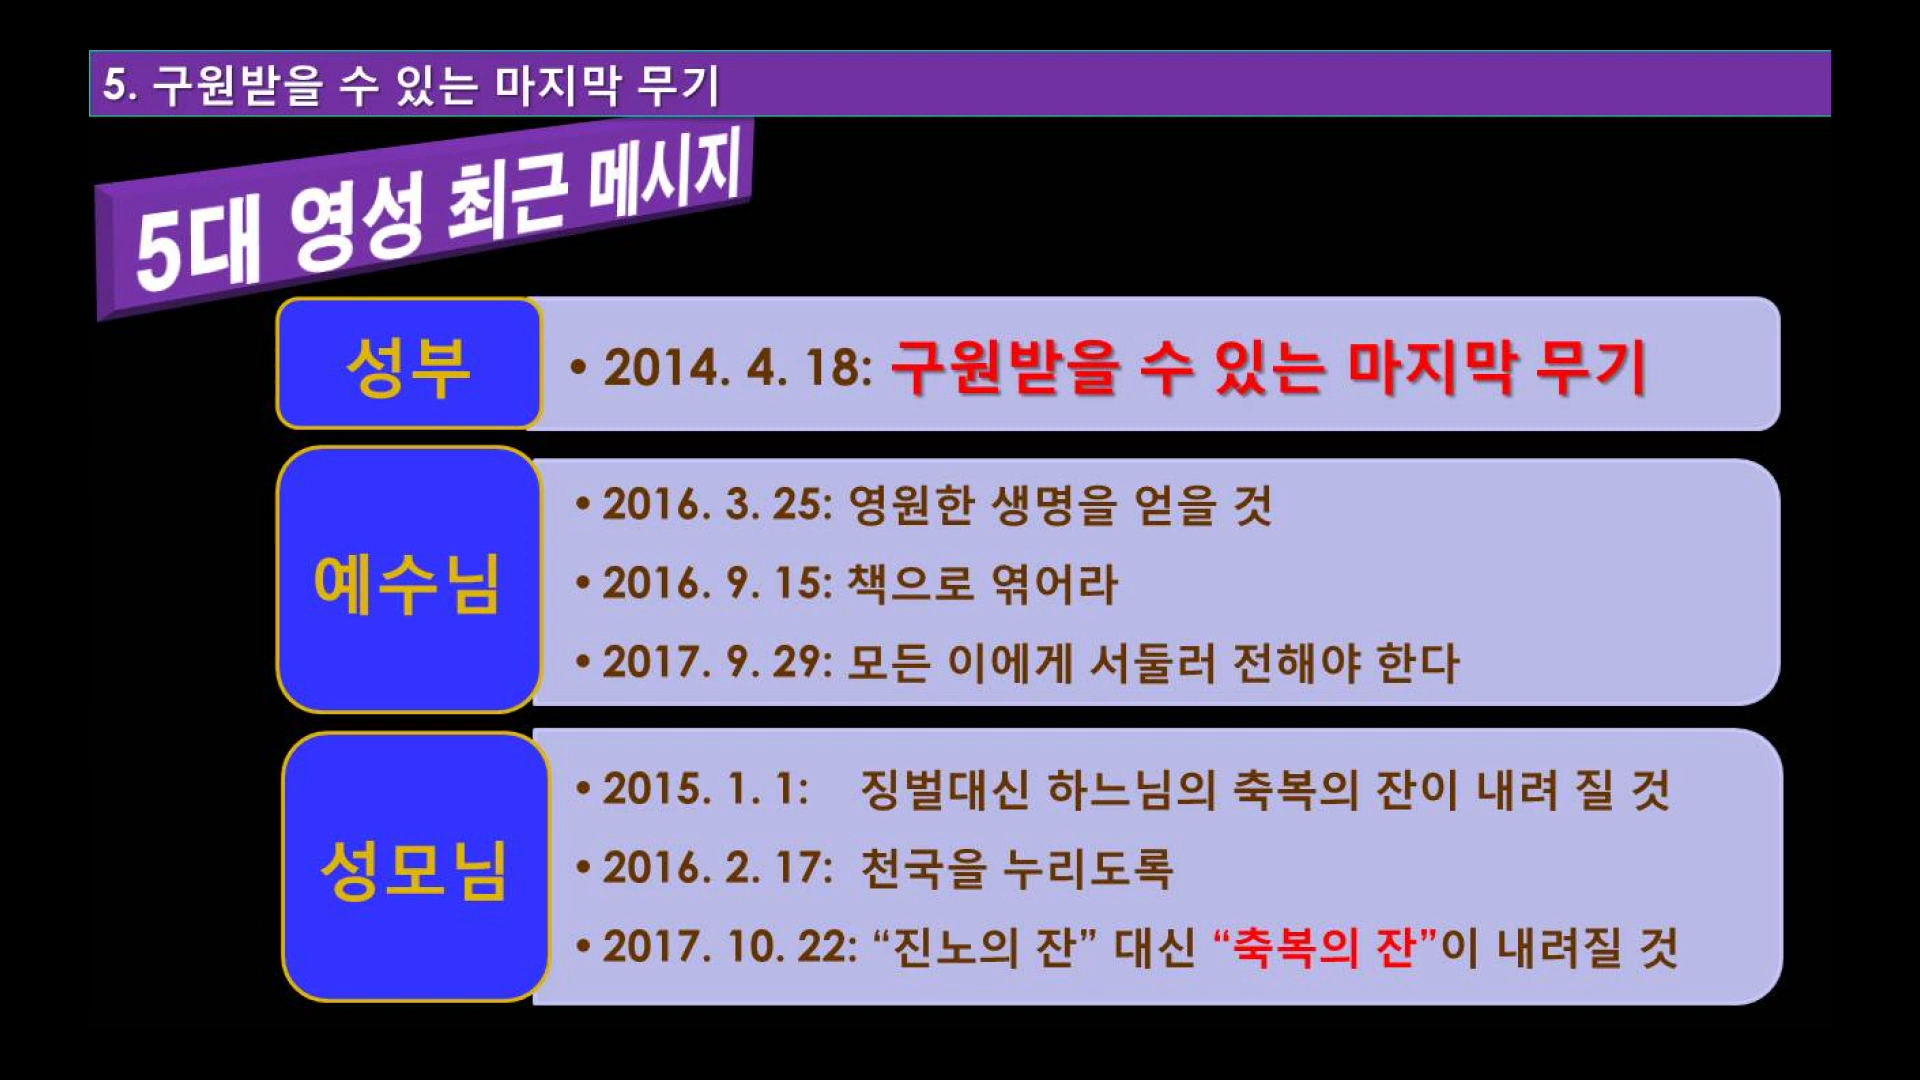 5. 구원받을 수 있는 마지막 무기
5대 영성 최근 메시지
성부
• 2014. 4. 18: 구원받을 수 있는 마지막 무기
예수님
• 2016. 3. 25: 영원한 생명을 얻을 것
• 2016. 9. 15: 책으로 엮어라
• 2017. 9. 29: 모든 이에게 서둘러 전해야 한다
성모님
• 2015. 1. 1: 징벌대신 하느님의 축복의 잔이 내려 질 것
• 2016. 2. 17: 천국을 누리도록
• 2017. 10. 22: “진노의 잔” 대신 “축복의 잔”이 내려질 것